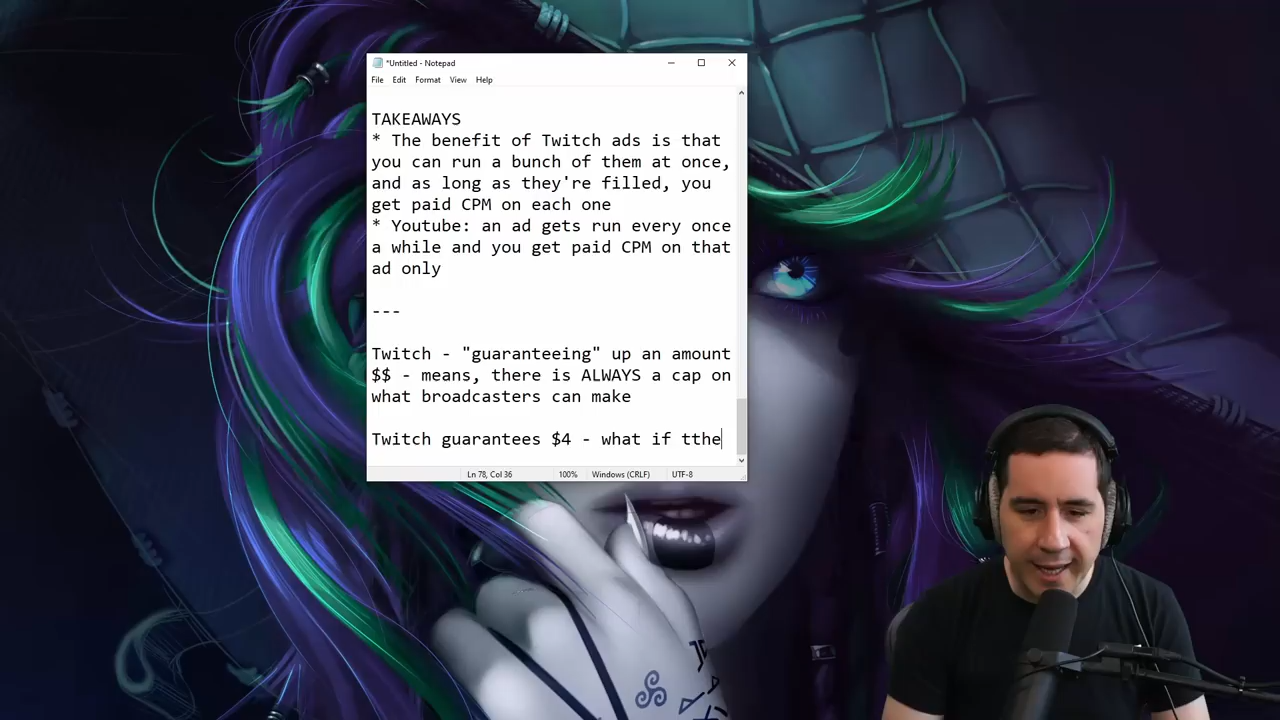 *Untitled - Notepad
File Edit Format View Help
TAKEAWAYS
* The benefit of Twitch ads is that
you can run a bunch of them at once,
and as long as they're filled, you
get paid CPM on each one
* Youtube: an ad gets run every once
a while and you get paid CPM on that
ad only
---
Twitch - "guaranteeing" up an amount
$$ - means, there is ALWAYS a cap on
what broadcasters can make
Twitch guarantees $4 - what if tthe
Ln 78, Col 36 100% Windows (CRLF) UTF-8